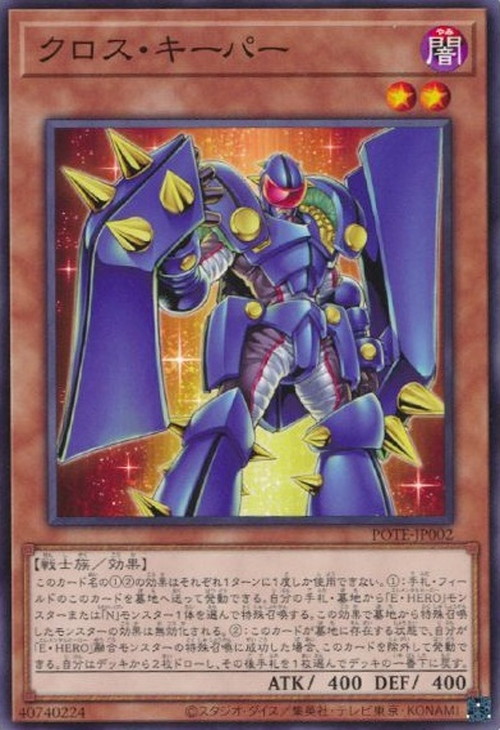 クロス・キーパー
闇
POTE-JP002
【戦士族/効果】
このカード名の①②の効果はそれぞれ1ターンに1度しか使用できない。①：手札・フィー
ルドのこのカードを墓地へ送って発動できる。自分の手札・墓地から「E・HERO」モン
スターまたは「N」モンスター1体を選んで特殊召喚する。この効果で墓地から特殊召喚
したモンスターの効果は無効化される。②：このカードが墓地に存在する状態で、自分が
「E・HERO」融合モンスターの特殊召喚に成功した場合、このカードを除外して発動で
きる。自分はデッキから2枚ドローし、その後手札を1枚選んでデッキの一番下に戻す。
ATK/ 400 DEF/ 400
40740224
©スタジオ・ダイス/集英社・テレビ東京・KONAMI